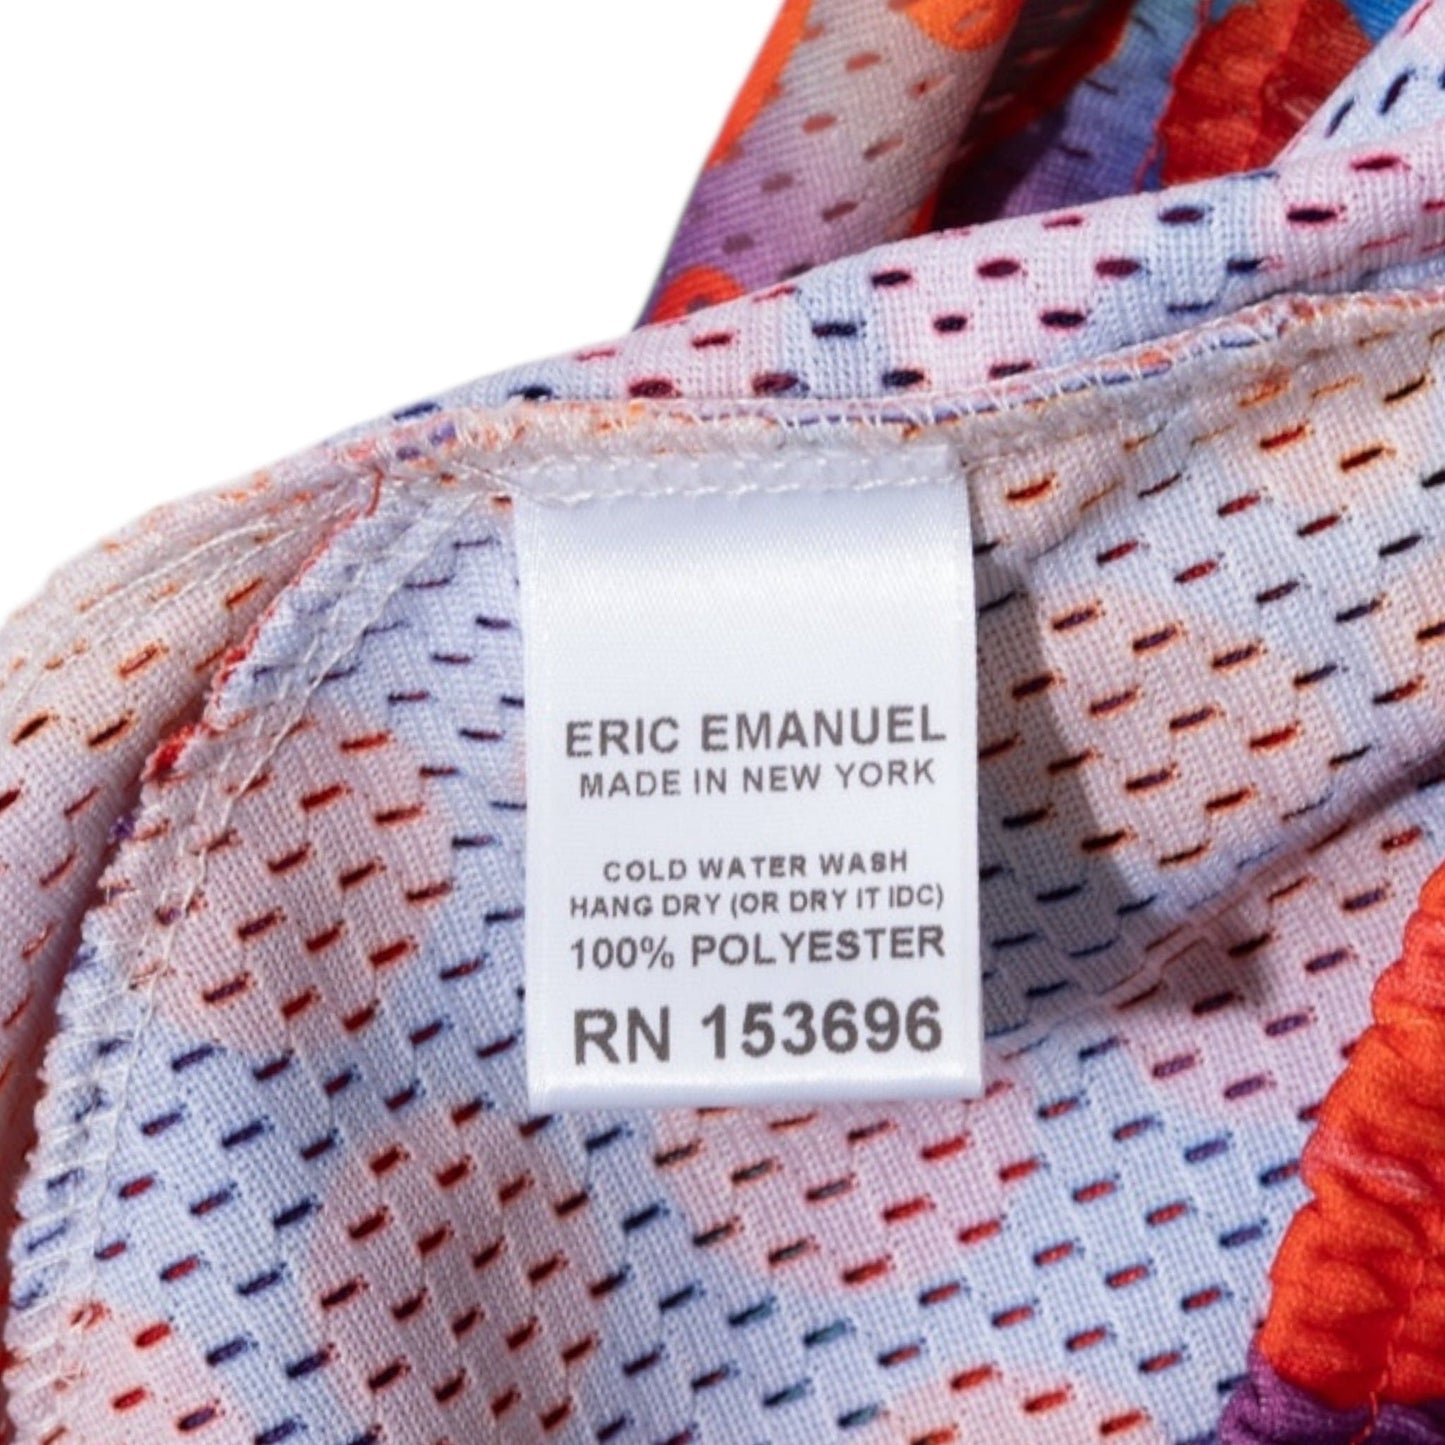 ERIC EMANUEL
MADE IN NEW YORK
COLD WATER WASH
HANG DRY (OR DRY IT IDC)
100% POLYESTER
RN 153696